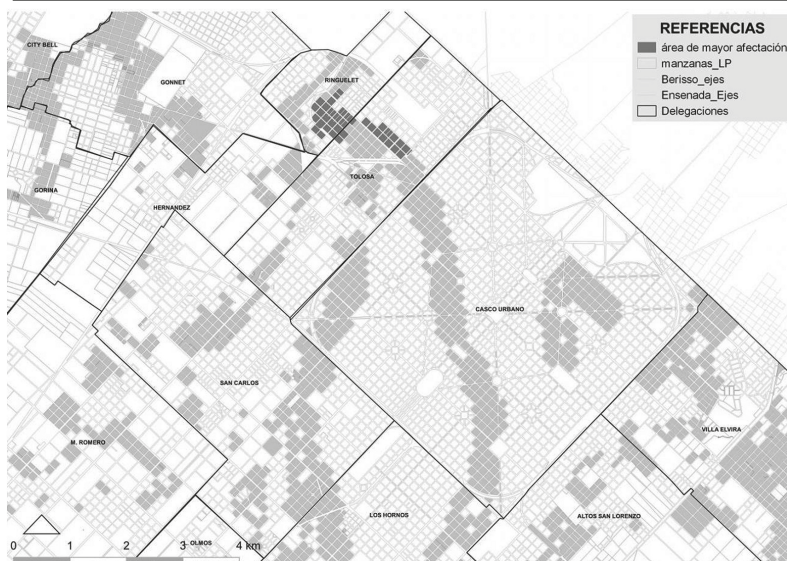 REFERENCIAS
área de mayor afectación
manzanas_LP
Berisso_ejes
Ensenada_Ejes
Delegaciones
CITY BELL
GONNET
RINGUELET
GORINA
HERNANDEZ
TOLOSA
CASCO URBANO
SAN CARLOS
M. ROMERO
VILLA ELVIRA
LOS HORNOS
ALTOS SAN LORENZO
OLMOS
0 1 2 3 4 km